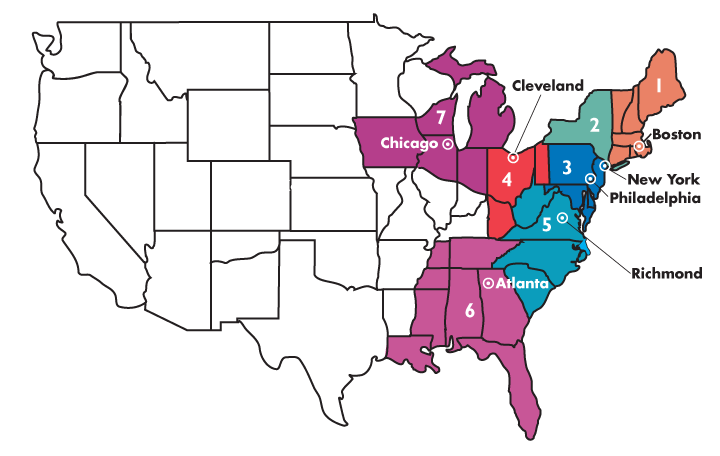 Cleveland
1
7
2
Boston
Chicago
3
4
New York
Philadelphia
5
Richmond
Atlanta
6